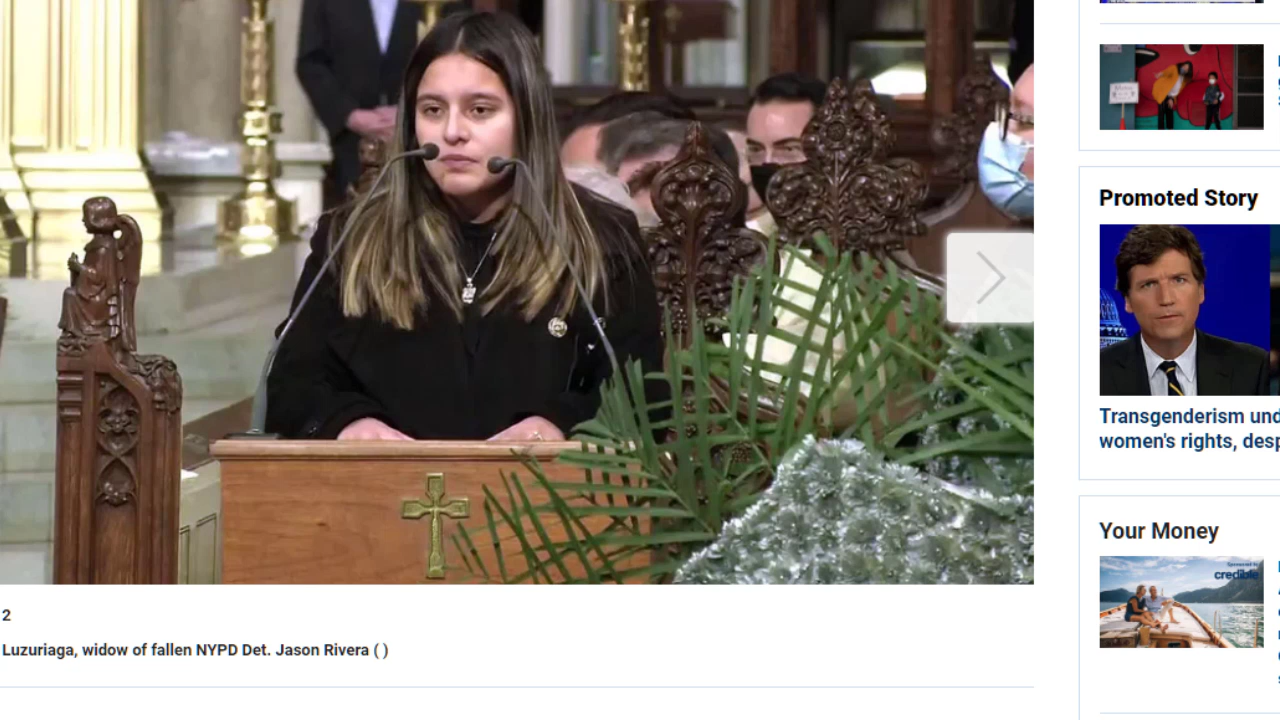 2
Luzuriaga, widow of fallen NYPD Det. Jason Rivera ( )
Promoted Story
Transgenderism und
women's rights, desp
Your Money
credible